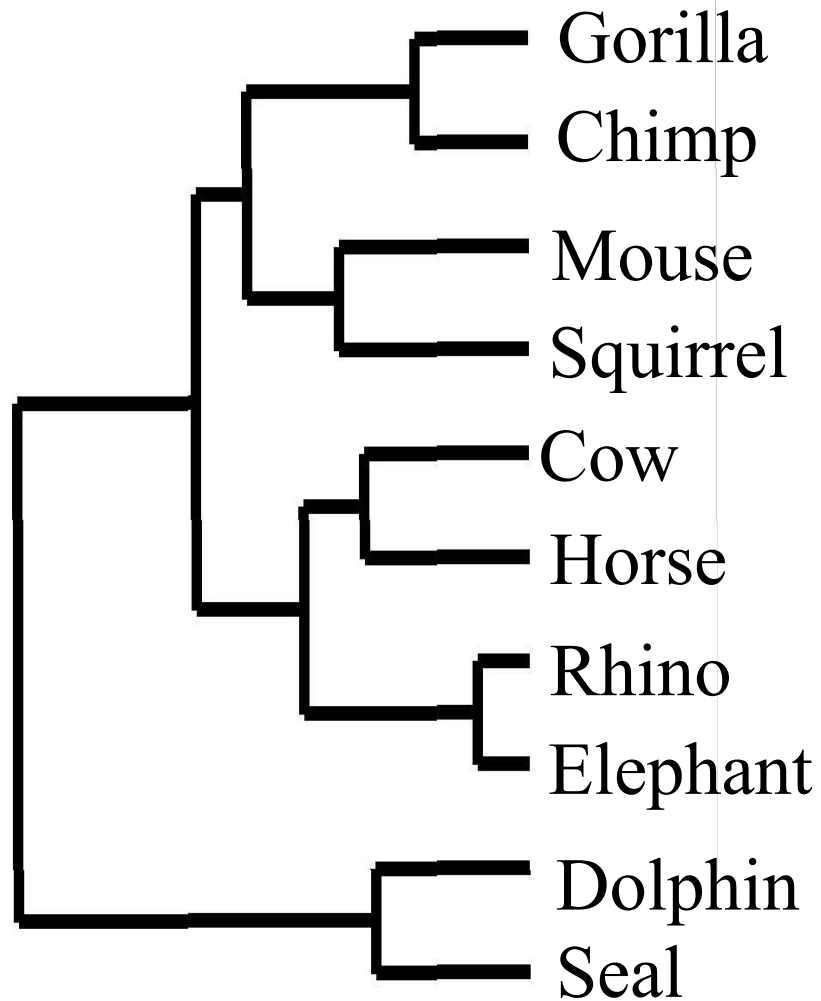 Gorilla
Chimp
Mouse
Squirrel
Cow
Horse
Rhino
Elephant
Dolphin
Seal